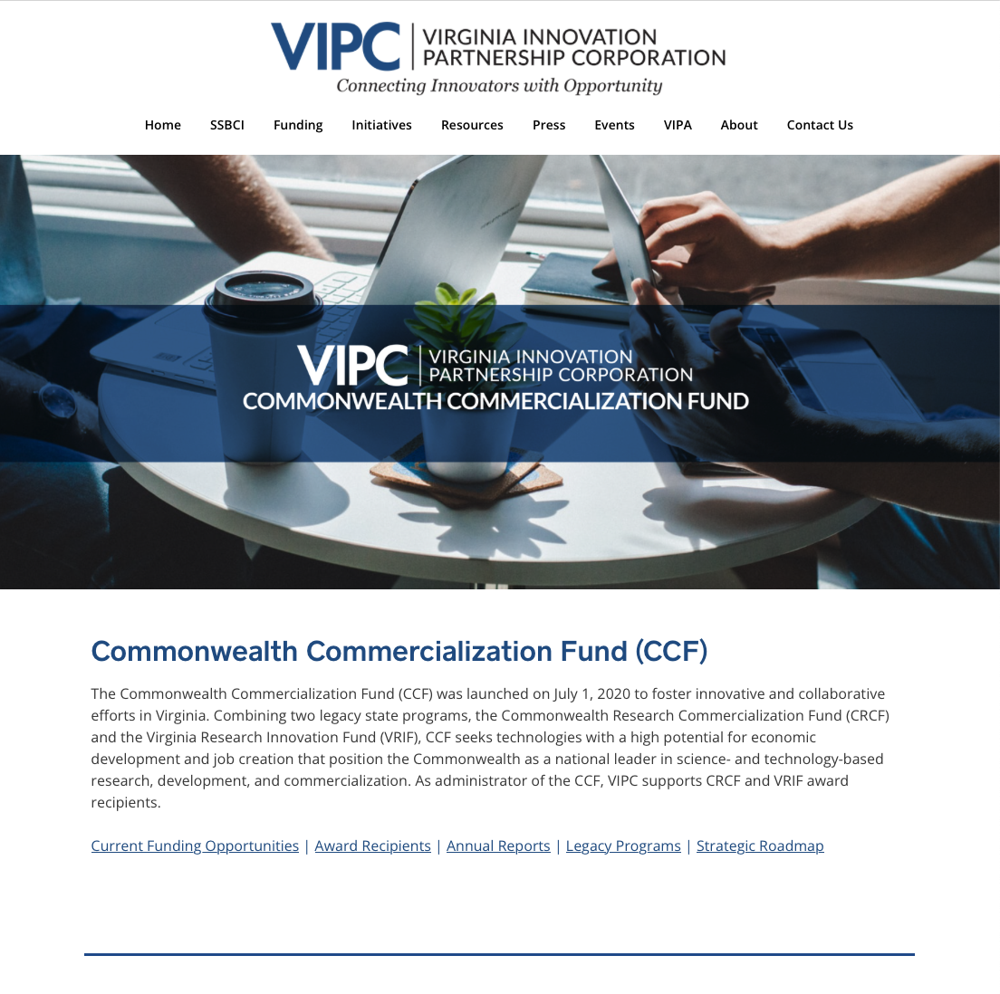 VIPC
VIRGINIA INNOVATION
PARTNERSHIP CORPORATION
Connecting Innovators with Opportunity
Home SSBCI Funding Initiatives Resources Press Events VIPA About Contact Us
VIPC
VIRGINIA INNOVATION
PARTNERSHIP CORPORATION
COMMONWEALTH COMMERCIALIZATION FUND
Commonwealth Commercialization Fund (CCF)
The Commonwealth Commercialization Fund (CCF) was launched on July 1, 2020 to foster innovative and collaborative
efforts in Virginia. Combining two legacy state programs, the Commonwealth Research Commercialization Fund (CRCF)
and the Virginia Research Innovation Fund (VRIF), CCF seeks technologies with a high potential for economic
development and job creation that position the Commonwealth as a national leader in science- and technology-based
research, development, and commercialization. As administrator of the CCF, VIPC supports CRCF and VRIF award
recipients.
Current Funding Opportunities | Award Recipients | Annual Reports | Legacy Programs | Strategic Roadmap